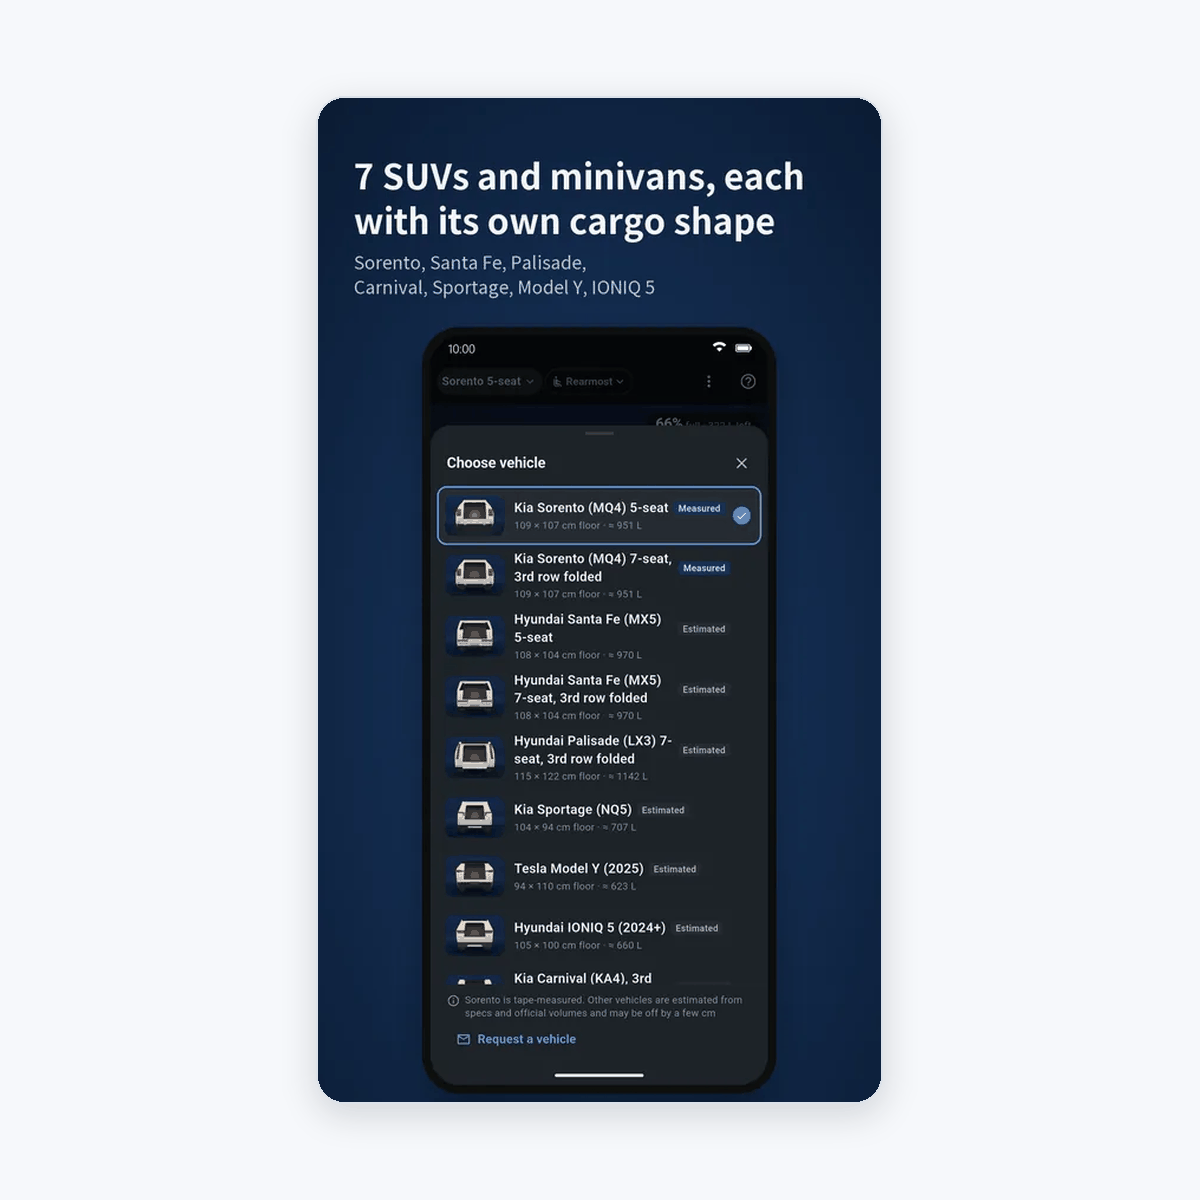 7 SUVs and minivans, each
with its own cargo shape
Sorento, Santa Fe, Palisade,
Carnival, Sportage, Model Y, IONIQ 5
10:00
Sorento 5-seat
Rearmost
66% full · 322 L left
Choose vehicle
Kia Sorento (MQ4) 5-seat Measured
109 × 107 cm floor · ≈ 951 L
Kia Sorento (MQ4) 7-seat,
3rd row folded
Measured
109 × 107 cm floor · ≈ 951 L
Hyundai Santa Fe (MX5)
5-seat
Estimated
108 × 104 cm floor · ≈ 970 L
Hyundai Santa Fe (MX5)
7-seat, 3rd row folded
Estimated
108 × 104 cm floor · ≈ 970 L
Hyundai Palisade (LX3) 7-
seat, 3rd row folded
Estimated
115 × 122 cm floor · ≈ 1142 L
Kia Sportage (NQ5) Estimated
104 × 94 cm floor · ≈ 707 L
Tesla Model Y (2025) Estimated
94 × 110 cm floor · ≈ 623 L
Hyundai IONIQ 5 (2024+) Estimated
105 × 100 cm floor · ≈ 660 L
Kia Carnival (KA4), 3rd
Sorento is tape-measured. Other vehicles are estimated from
specs and official volumes and may be off by a few cm
Request a vehicle